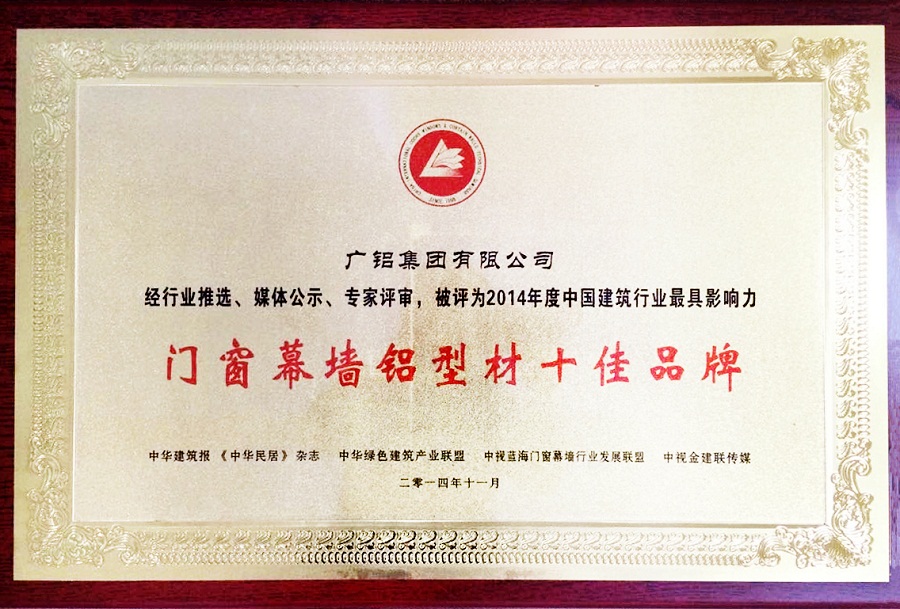 广铝集团有限公司
经行业推选、媒体公示、专家评审，被评为2014年度中国建筑行业最具影响力
门窗幕墙铝型材十佳品牌
中华建筑报 《中华民居》杂志 中华绿色建筑产业联盟 中视蓝海门窗幕墙行业发展联盟 中视金建联传媒
二零一四年十一月